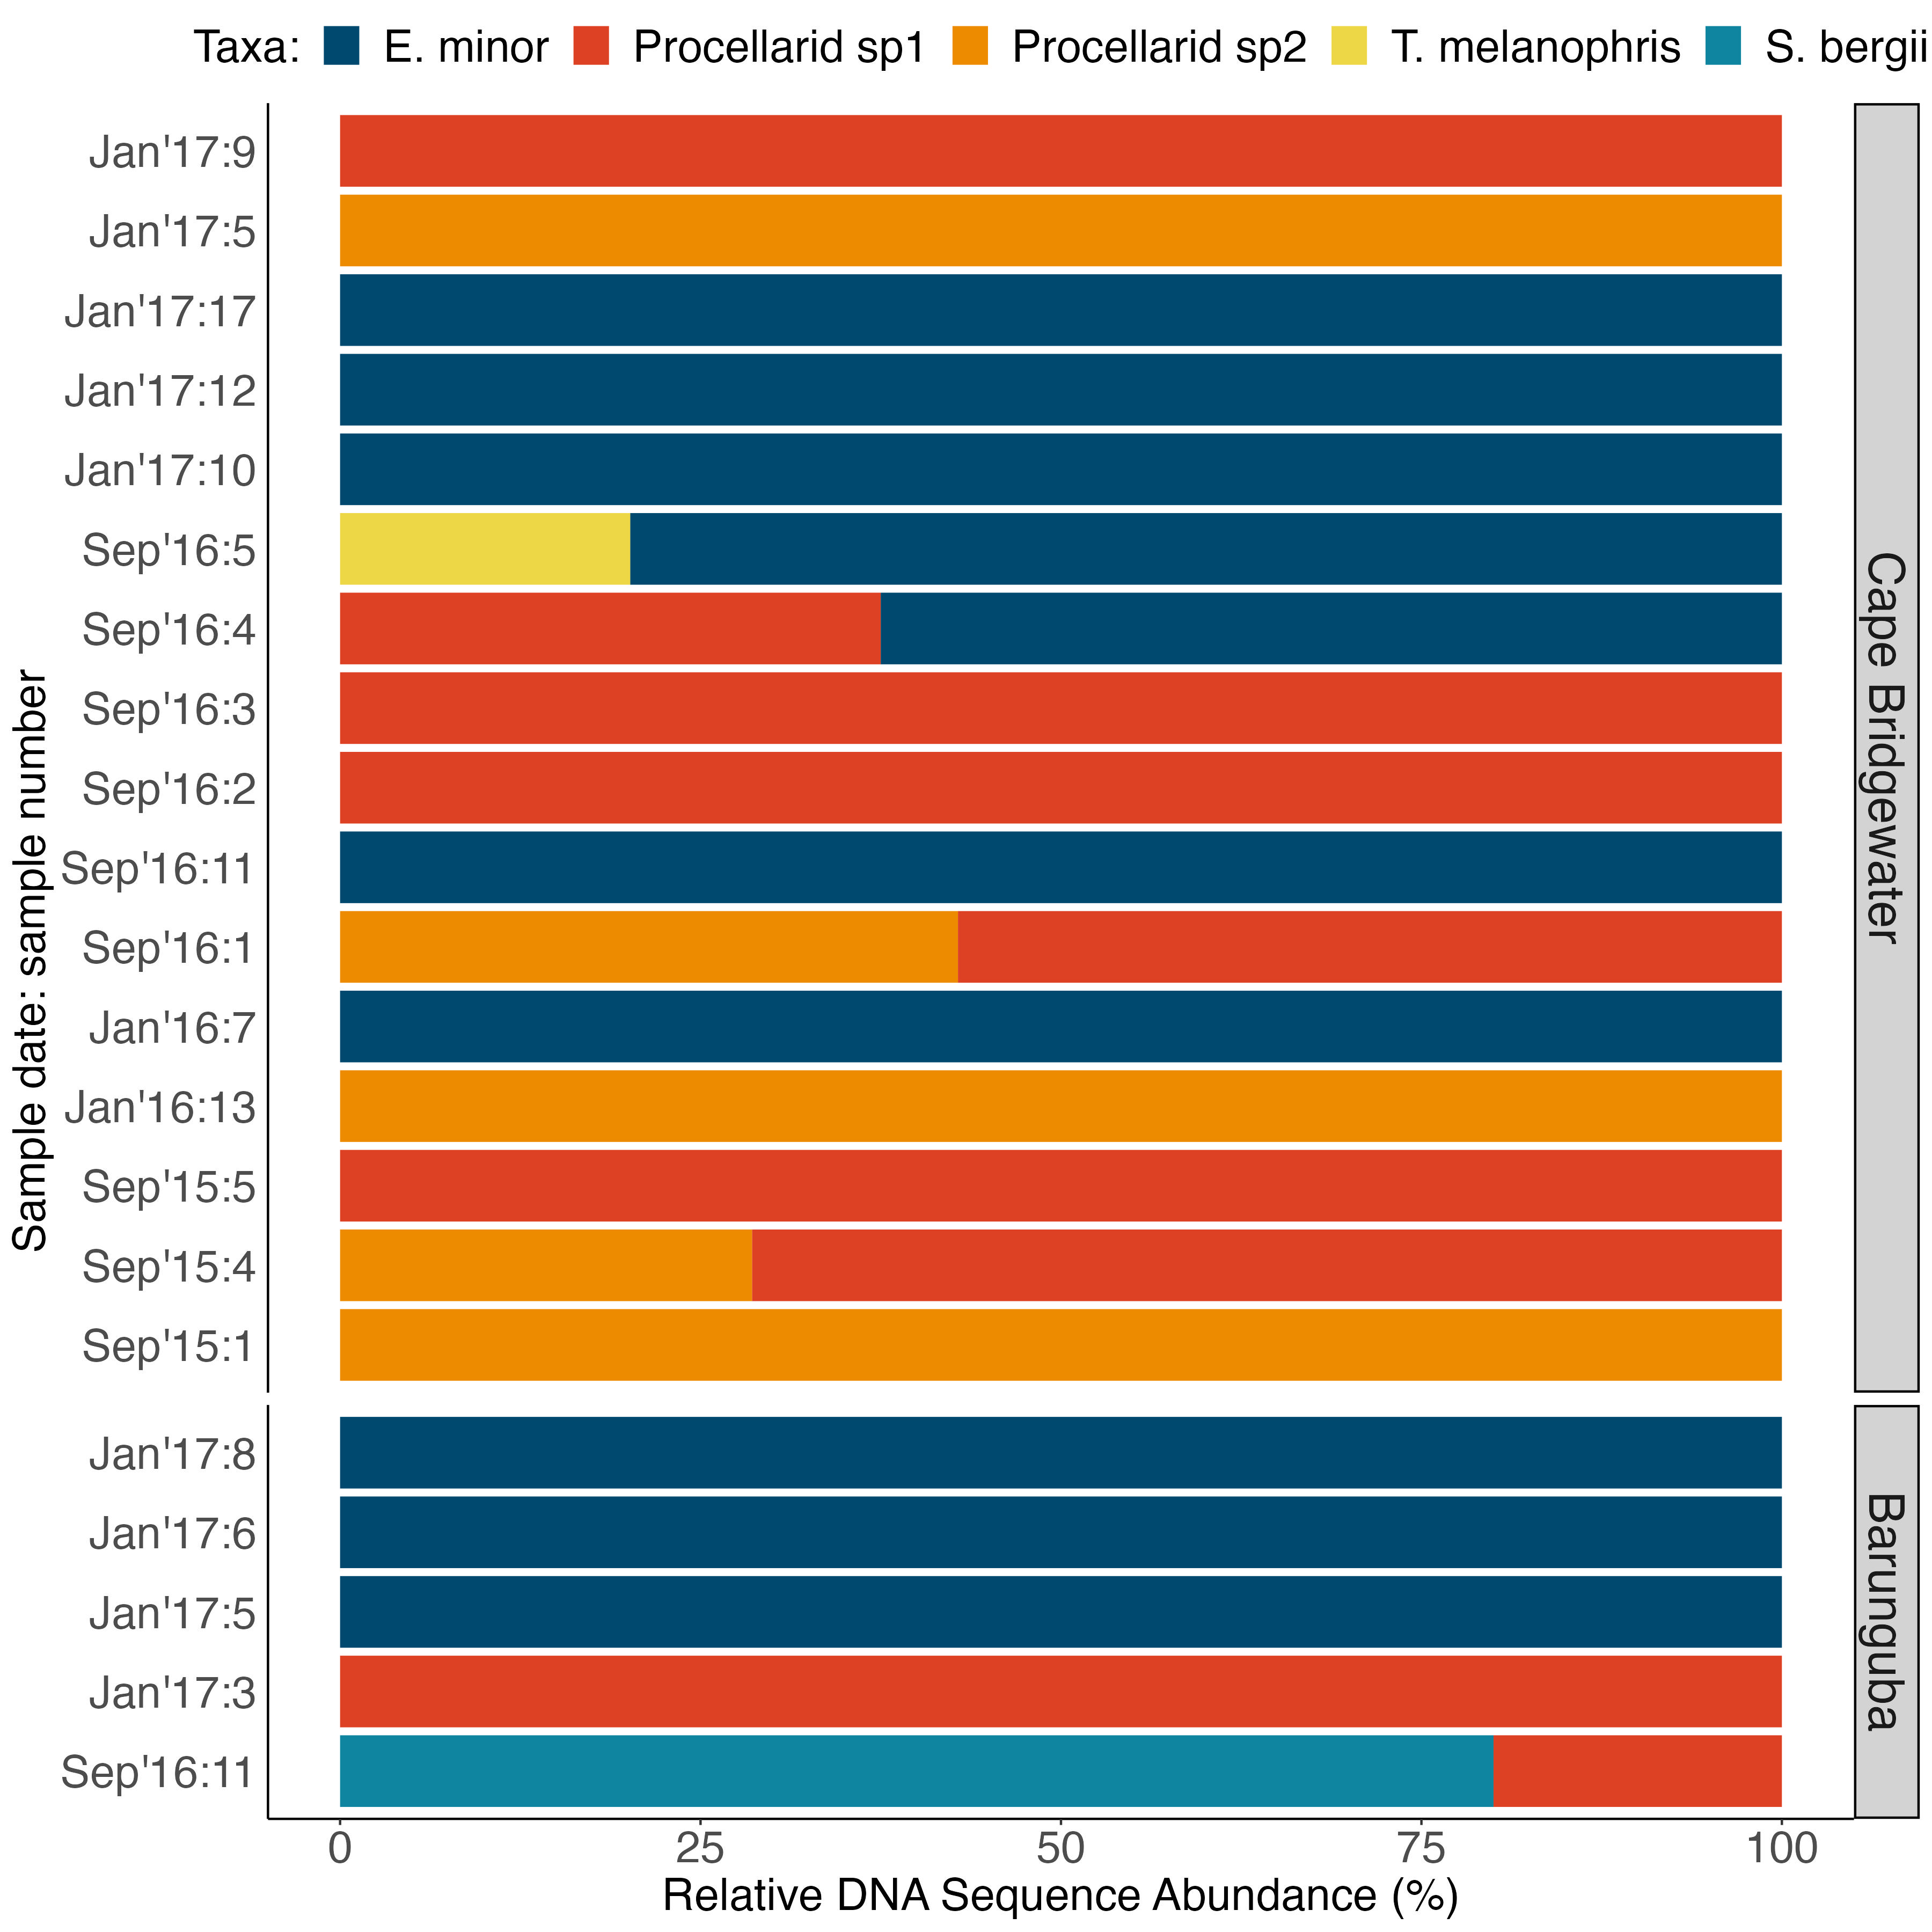 Taxa: E. minor Procellarid sp1 Procellarid sp2 T. melanophris S. bergii
Jan'17:9
Jan'17:5
Jan'17:17
Jan'17:12
Jan'17:10
Sep'16:5
Sep'16:4
Sep'16:3
Sep'16:2
Sep'16:11
Sep'16:1
Jan'16:7
Jan'16:13
Sep'15:5
Sep'15:4
Sep'15:1
Cape Bridgewater
Jan'17:8
Jan'17:6
Jan'17:5
Jan'17:3
Sep'16:11
Barunguba
Sample date: sample number
0 25 50 75 100
Relative DNA Sequence Abundance (%)